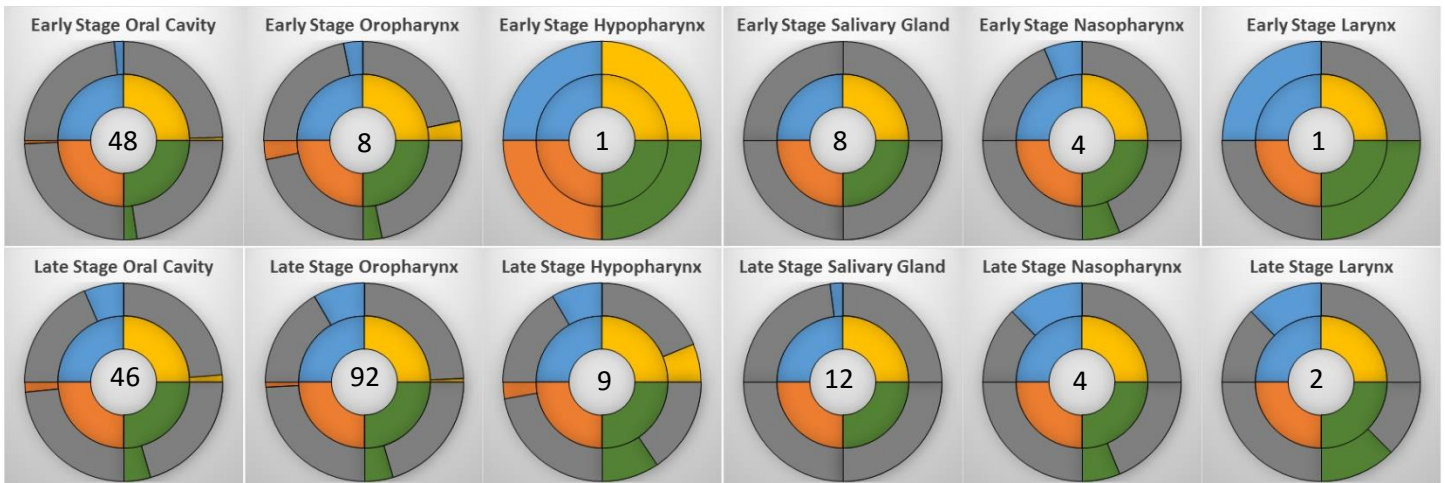 Early Stage Oral Cavity
48
Early Stage Oropharynx
8
Early Stage Hypopharynx
1
Early Stage Salivary Gland
8
Early Stage Nasopharynx
4
Early Stage Larynx
1
Late Stage Oral Cavity
46
Late Stage Oropharynx
92
Late Stage Hypopharynx
9
Late Stage Salivary Gland
12
Late Stage Nasopharynx
4
Late Stage Larynx
2